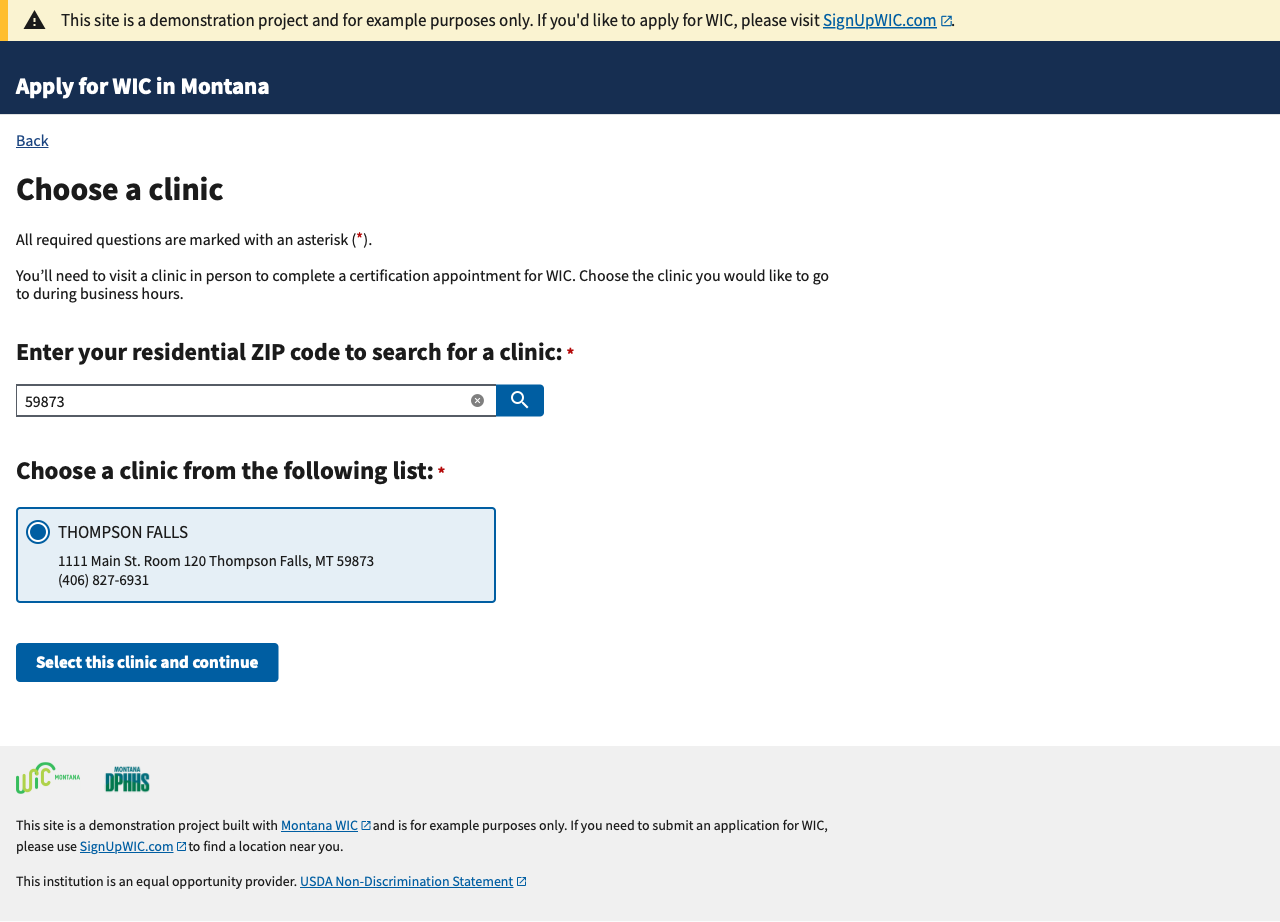 This site is a demonstration project and for example purposes only. If you'd like to apply for WIC, please visit SignUpWIC.com.
Apply for WIC in Montana
Back
Choose a clinic
All required questions are marked with an asterisk (*).
You’ll need to visit a clinic in person to complete a certification appointment for WIC. Choose the clinic you would like to go
to during business hours.
Enter your residential ZIP code to search for a clinic: *
59873
Choose a clinic from the following list: *
THOMPSON FALLS
1111 Main St. Room 120 Thompson Falls, MT 59873
(406) 827-6931
Select this clinic and continue
WIC MONTANA
MONTANA
DPHHS
This site is a demonstration project built with Montana WIC and is for example purposes only. If you need to submit an application for WIC,
please use SignUpWIC.com to find a location near you.
This institution is an equal opportunity provider. USDA Non-Discrimination Statement